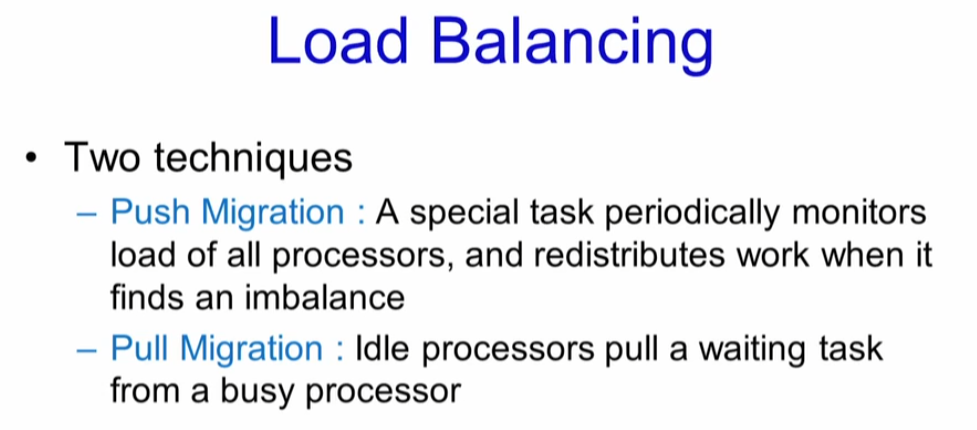 Load Balancing
• Two techniques
– Push Migration : A special task periodically monitors
load of all processors, and redistributes work when it
finds an imbalance
– Pull Migration : Idle processors pull a waiting task
from a busy processor